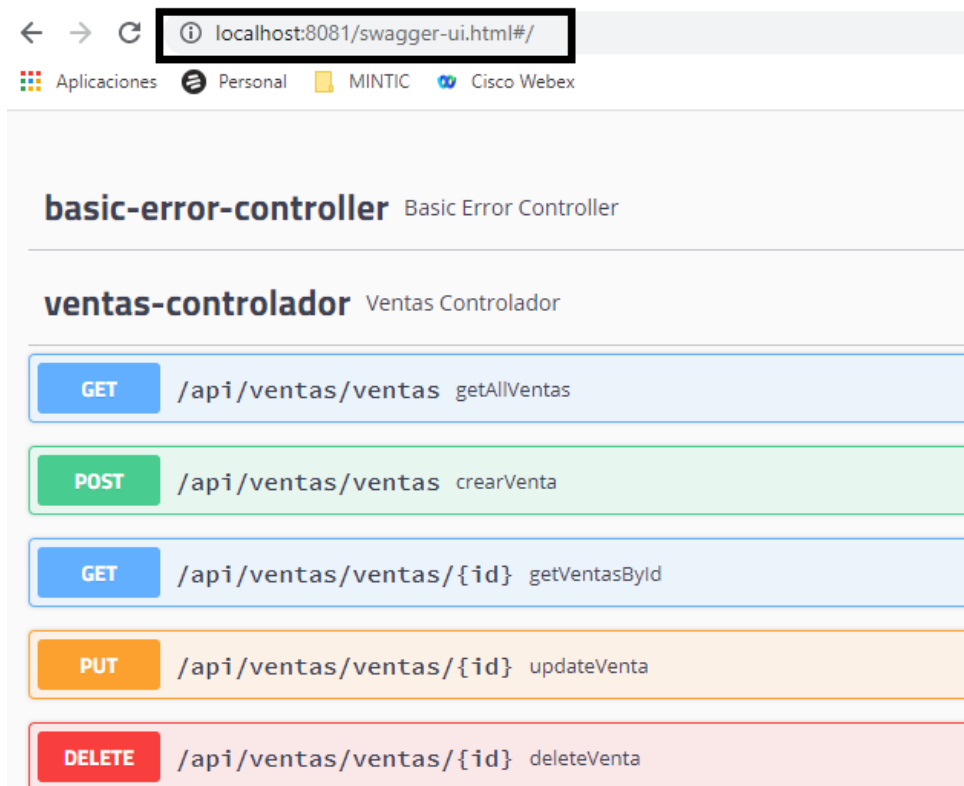 localhost:8081/swagger-ui.html#/
Aplicaciones Personal MINTIC Cisco Webex
basic-error-controller Basic Error Controller
ventas-controlador Ventas Controlador
GET /api/ventas/ventas getAllVentas
POST /api/ventas/ventas crearVenta
GET /api/ventas/ventas/{id} getVentasById
PUT /api/ventas/ventas/{id} updateVenta
DELETE /api/ventas/ventas/{id} deleteVenta